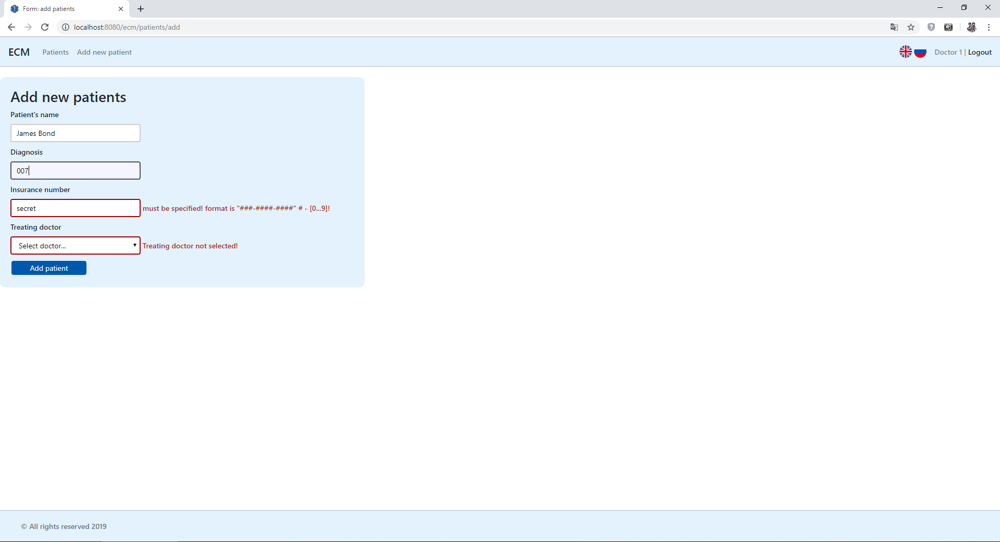 Form: add patients
localhost:8080/ecm/patients/add
ECM Patients Add new patient Doctor 1 | Logout
Add new patients
Patient's name
James Bond
Diagnosis
007
Insurance number
secret must be specified! format is "###-####-####" # - [0...9]!
Treating doctor
Select doctor... Treating doctor not selected!
Add patient
© All rights reserved 2019